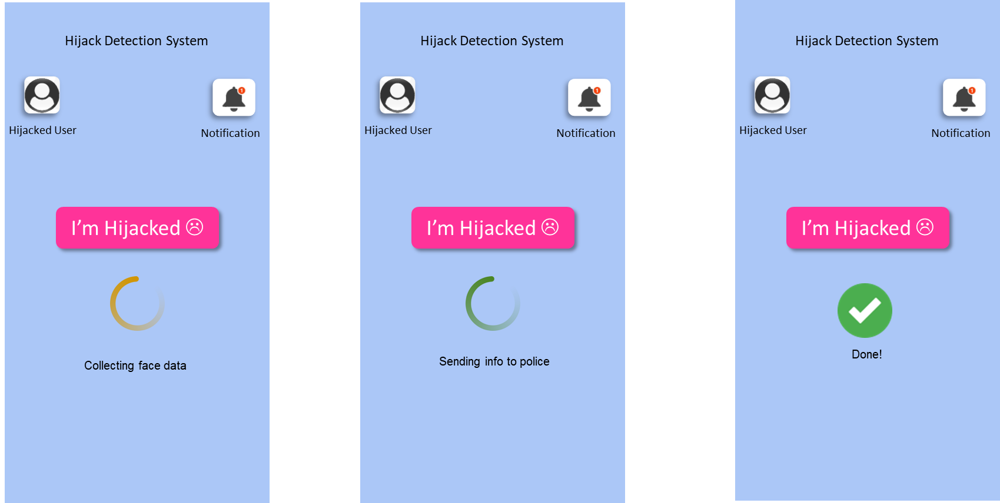 Hijack Detection System
Hijacked User
1
Notification
I'm Hijacked ☹
Collecting face data
Hijack Detection System
Hijacked User
1
Notification
I'm Hijacked ☹
Sending info to police
Hijack Detection System
Hijacked User
1
Notification
I'm Hijacked ☹
Done!